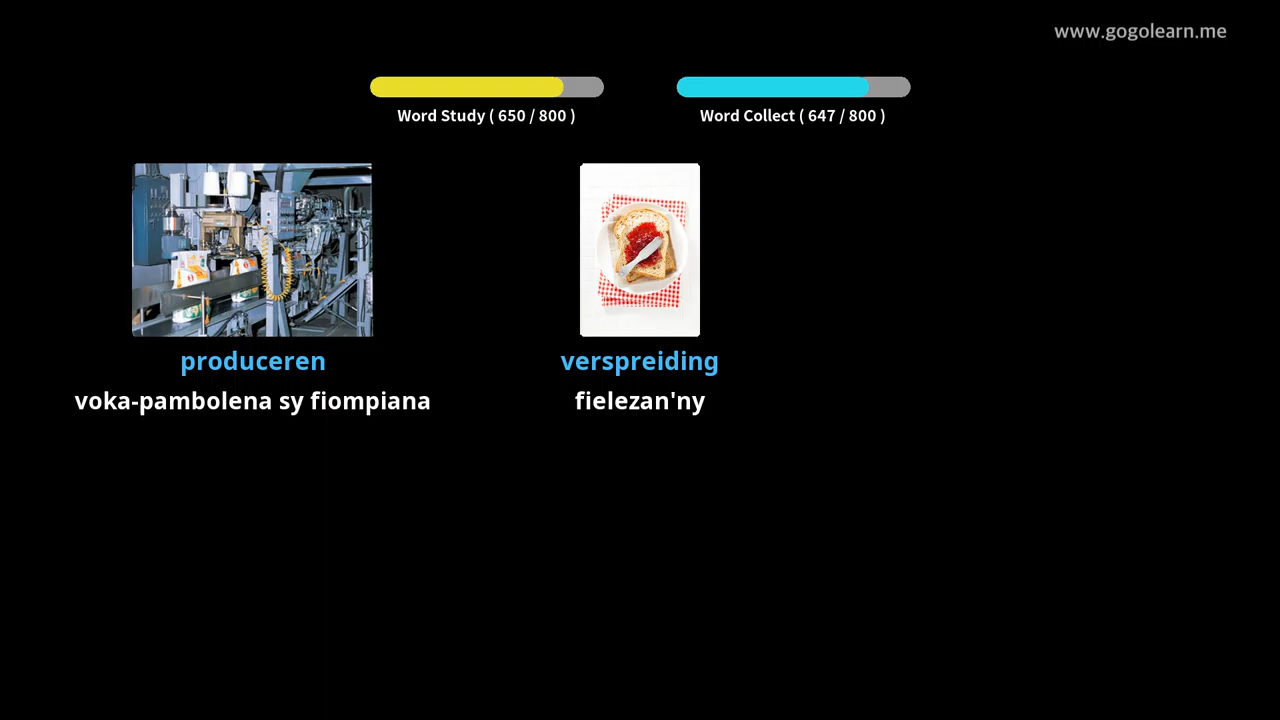 www.gogolearn.me
Word Study ( 650 / 800 )
Word Collect ( 647 / 800 )
produceren
verspreiding
voka-pambolena sy fiompiana
fielezan'ny